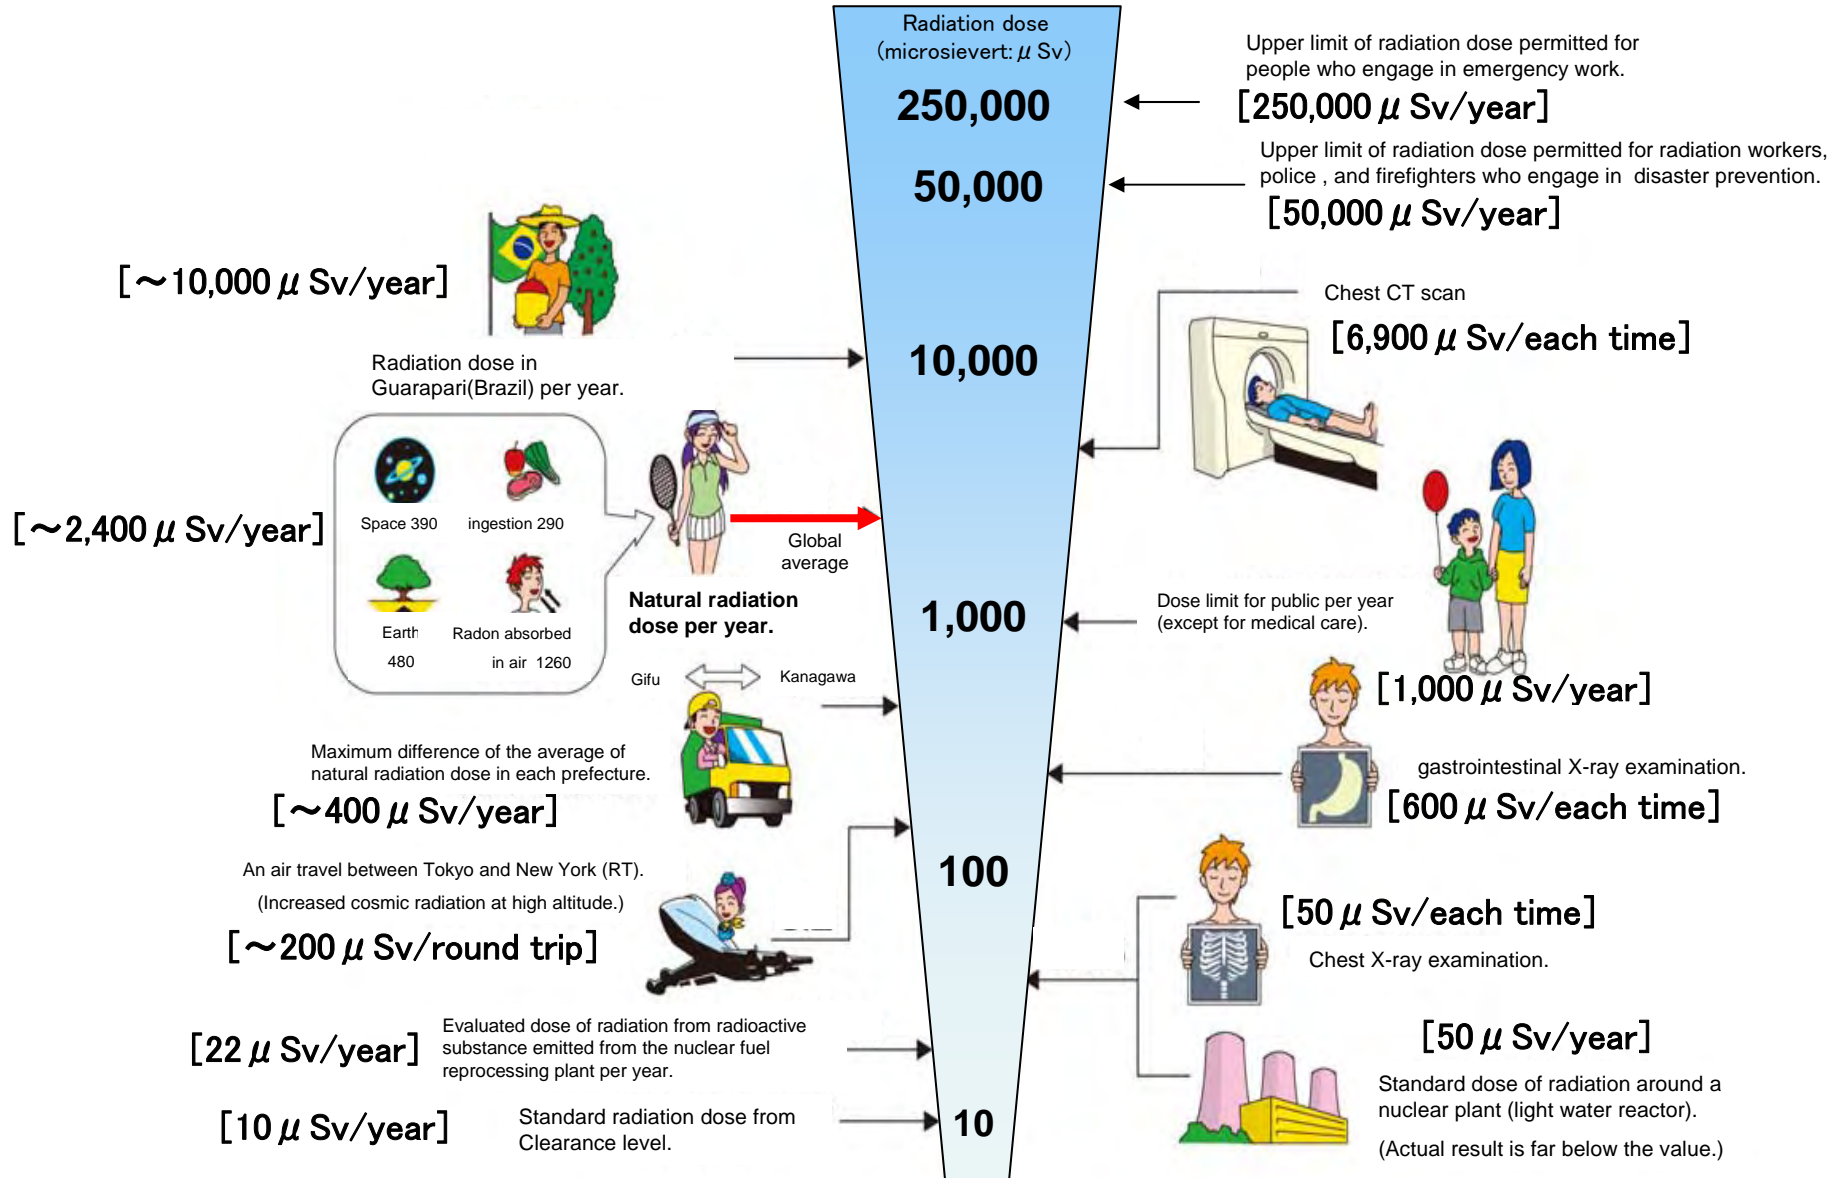 Radiation dose
(microsievert: μ Sv)
250,000
50,000
10,000
1,000
100
10
Upper limit of radiation dose permitted for
people who engage in emergency work.
[250,000 μ Sv/year]
Upper limit of radiation dose permitted for radiation workers,
police , and firefighters who engage in disaster prevention.
[50,000 μ Sv/year]
[～10,000 μ Sv/year]
Radiation dose in
Guarapari(Brazil) per year.
Chest CT scan
[6,900 μ Sv/each time]
[～2,400 μ Sv/year]
Space 390
ingestion 290
Earth
480
Radon absorbed
in air 1260
Global
average
Natural radiation
dose per year.
Dose limit for public per year
(except for medical care).
[1,000 μ Sv/year]
Gifu
Kanagawa
Maximum difference of the average of
natural radiation dose in each prefecture.
[～400 μ Sv/year]
gastrointestinal X-ray examination.
[600 μ Sv/each time]
An air travel between Tokyo and New York (RT).
(Increased cosmic radiation at high altitude.)
[～200 μ Sv/round trip]
[50 μ Sv/each time]
Chest X-ray examination.
[22 μ Sv/year]
Evaluated dose of radiation from radioactive
substance emitted from the nuclear fuel
reprocessing plant per year.
[50 μ Sv/year]
Standard dose of radiation around a
nuclear plant (light water reactor).
(Actual result is far below the value.)
[10 μ Sv/year]
Standard radiation dose from
Clearance level.